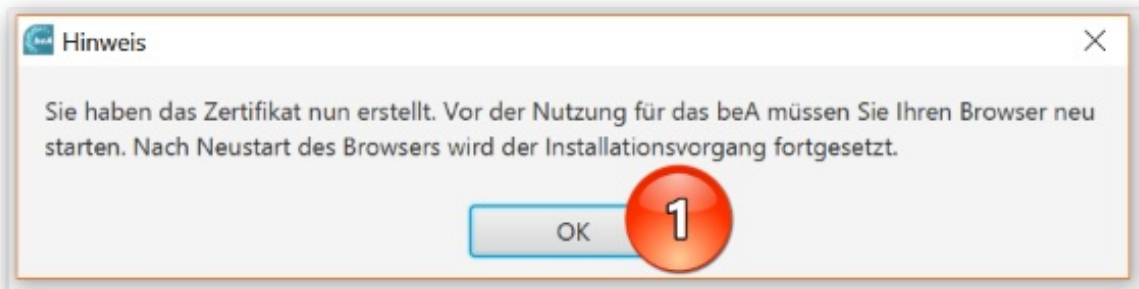 beA Hinweis
Sie haben das Zertifikat nun erstellt. Vor der Nutzung für das beA müssen Sie Ihren Browser neu
starten. Nach Neustart des Browsers wird der Installationsvorgang fortgesetzt.
OK 1